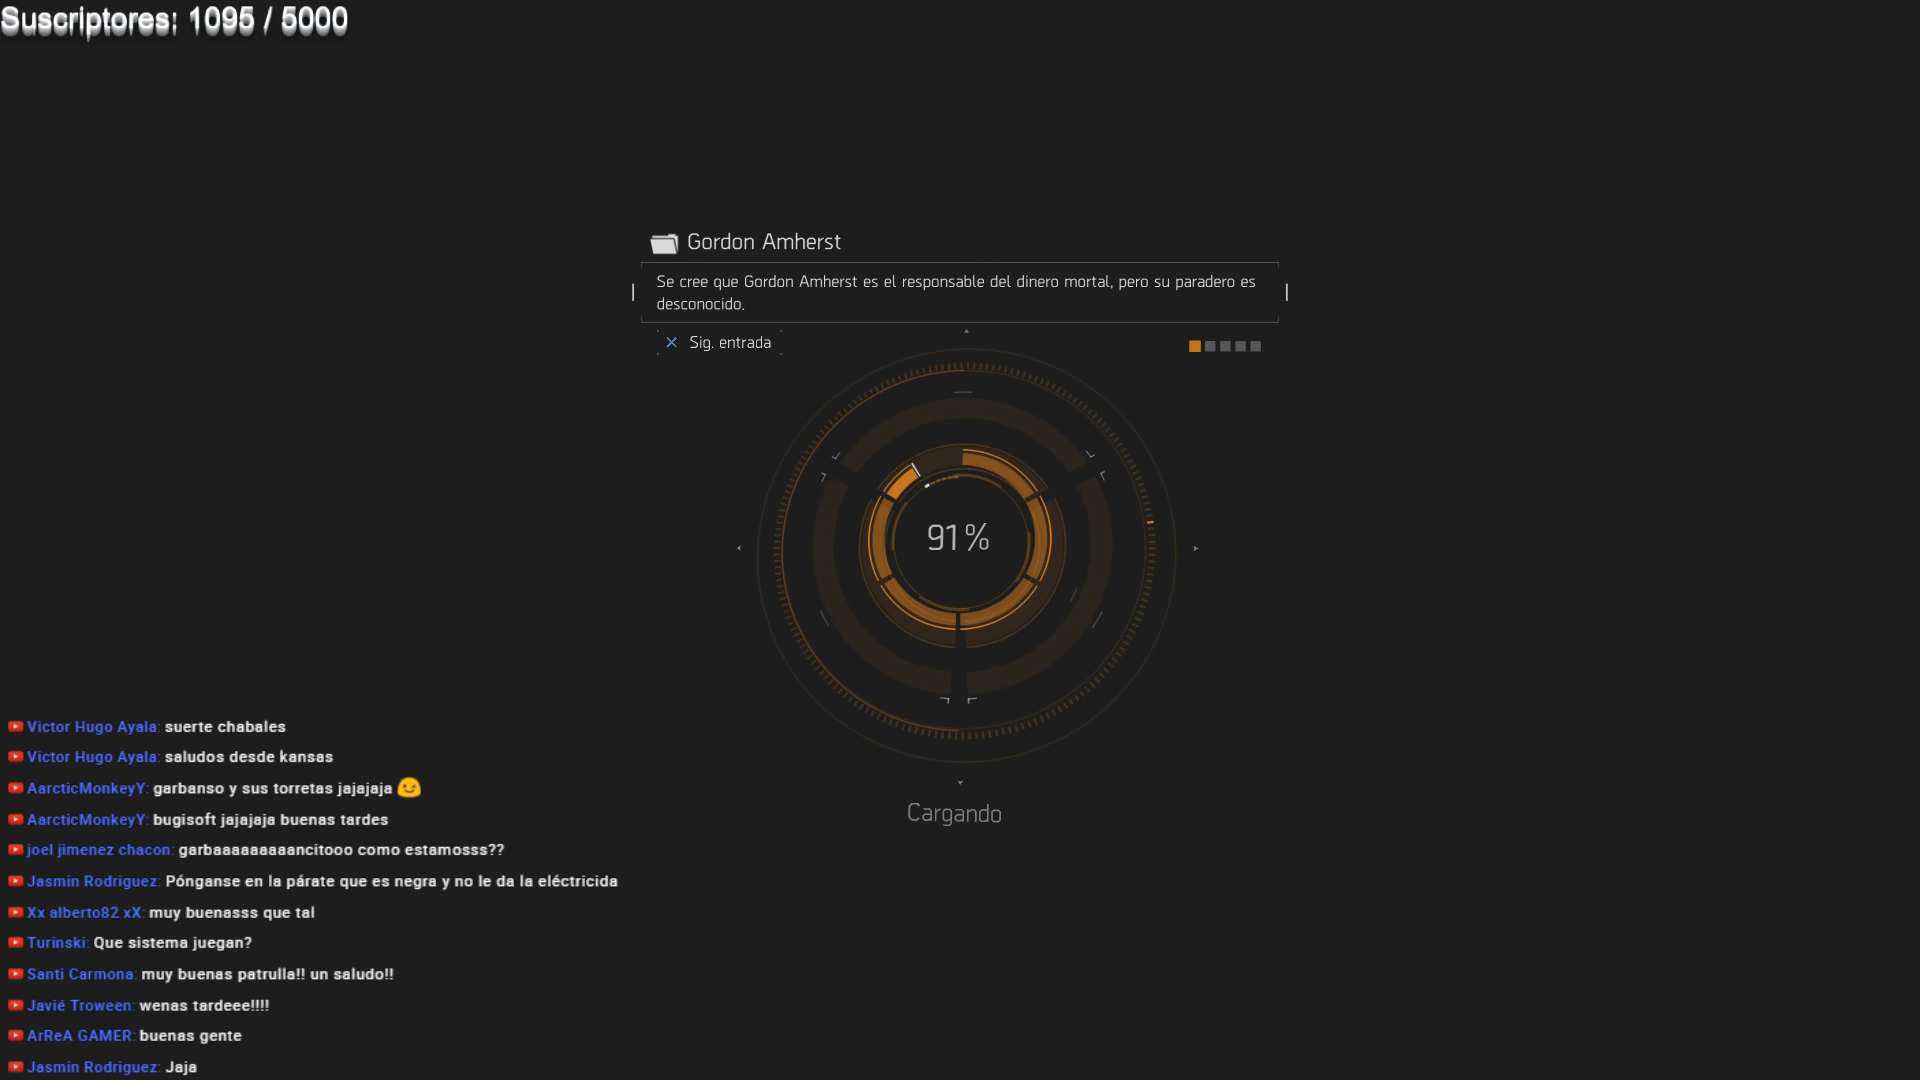 Suscriptores: 1095 / 5000
Gordon Amherst
Se cree que Gordon Amherst es el responsable del dinero mortal, pero su paradero es
desconocido.
Sig. entrada
91%
Cargando
Victor Hugo Ayala: suerte chabales
Victor Hugo Ayala: saludos desde kansas
AarcticMonkeyY: garbanso y sus torretas jajajaja
AarcticMonkeyY: bugisoft jajajaja buenas tardes
joel jimenez chacon: garbaaaaaaaaancitooo como estamosss??
Jasmin Rodriguez: Pónganse en la párate que es negra y no le da la eléctricida
Xx alberto82 xX: muy buenasss que tal
Turinski: Que sistema juegan?
Santi Carmona: muy buenas patrulla!! un saludo!!
Javié Troween: wenas tardeee!!!!
ArReA GAMER: buenas gente
Jasmin Rodriguez: Jaja